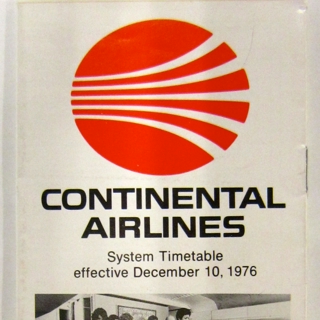 CONTINENTAL
AIRLINES
System Timetable
effective December 10, 1976